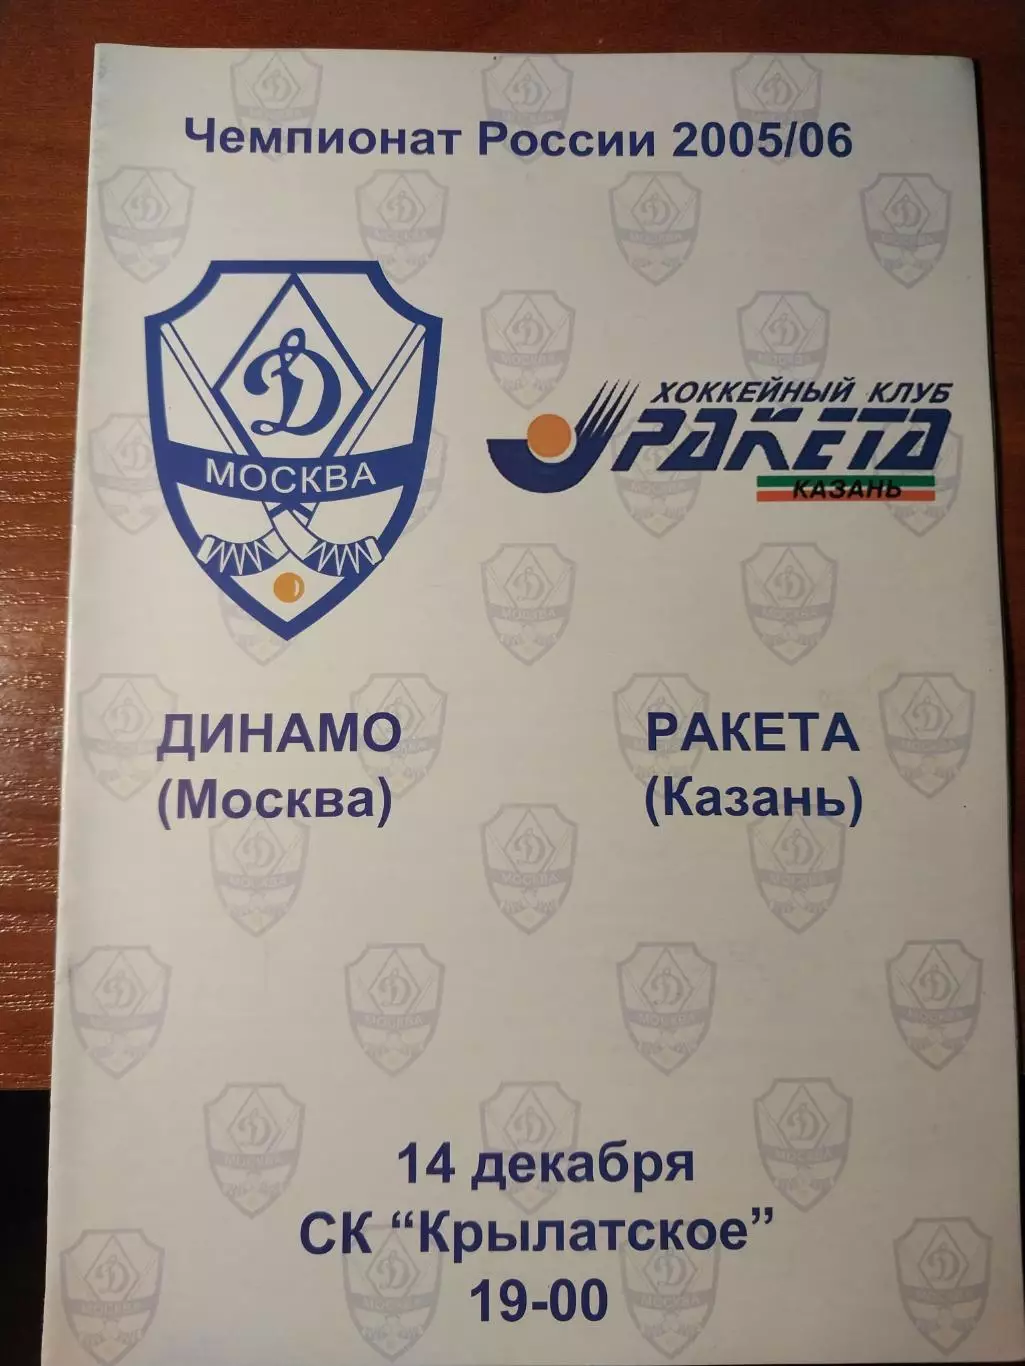 Чемпионат России 2005/06
Д
МОСКВА
ХОККЕЙНЫЙ КЛУБ
РАКЕТА
КАЗАНЬ
ДИНАМО
(Москва)
РАКЕТА
(Казань)
14 декабря
СК “Крылатское”
19-00